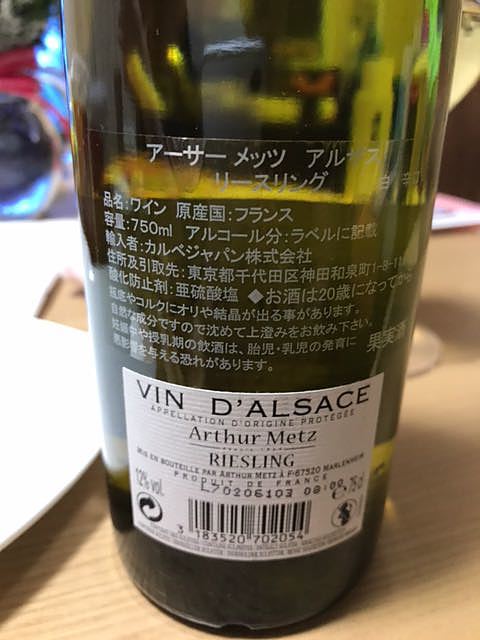 アーサー メッツ アルザス
リースリング 白 辛口
品名:ワイン 原産国:フランス
容量:750ml アルコール分:ラベルに記載
輸入者:カルベジャパン株式会社
住所及引取先:東京都千代田区神田和泉町1-8-11
酸化防止剤:亜硫酸塩 ◆お酒は20歳になってから
瓶底やコルクにオリや結晶が出る事があります。
自然な成分ですので沈めて上澄みをお飲み下さい。
妊娠中や授乳期の飲酒は、胎児・乳児の発育に 果実酒
悪影響を与える恐れがあります。
VIN D'ALSACE
APPELLATION D'ORIGINE PROTÉGÉE
Arthur Metz
RIESLING
MIS EN BOUTEILLE PAR ARTHUR METZ À F-67520 MARLENHEIM
PRODUIT DE FRANCE
12% vol. L70206103 08:09 e 75 cl
3 183520 702054